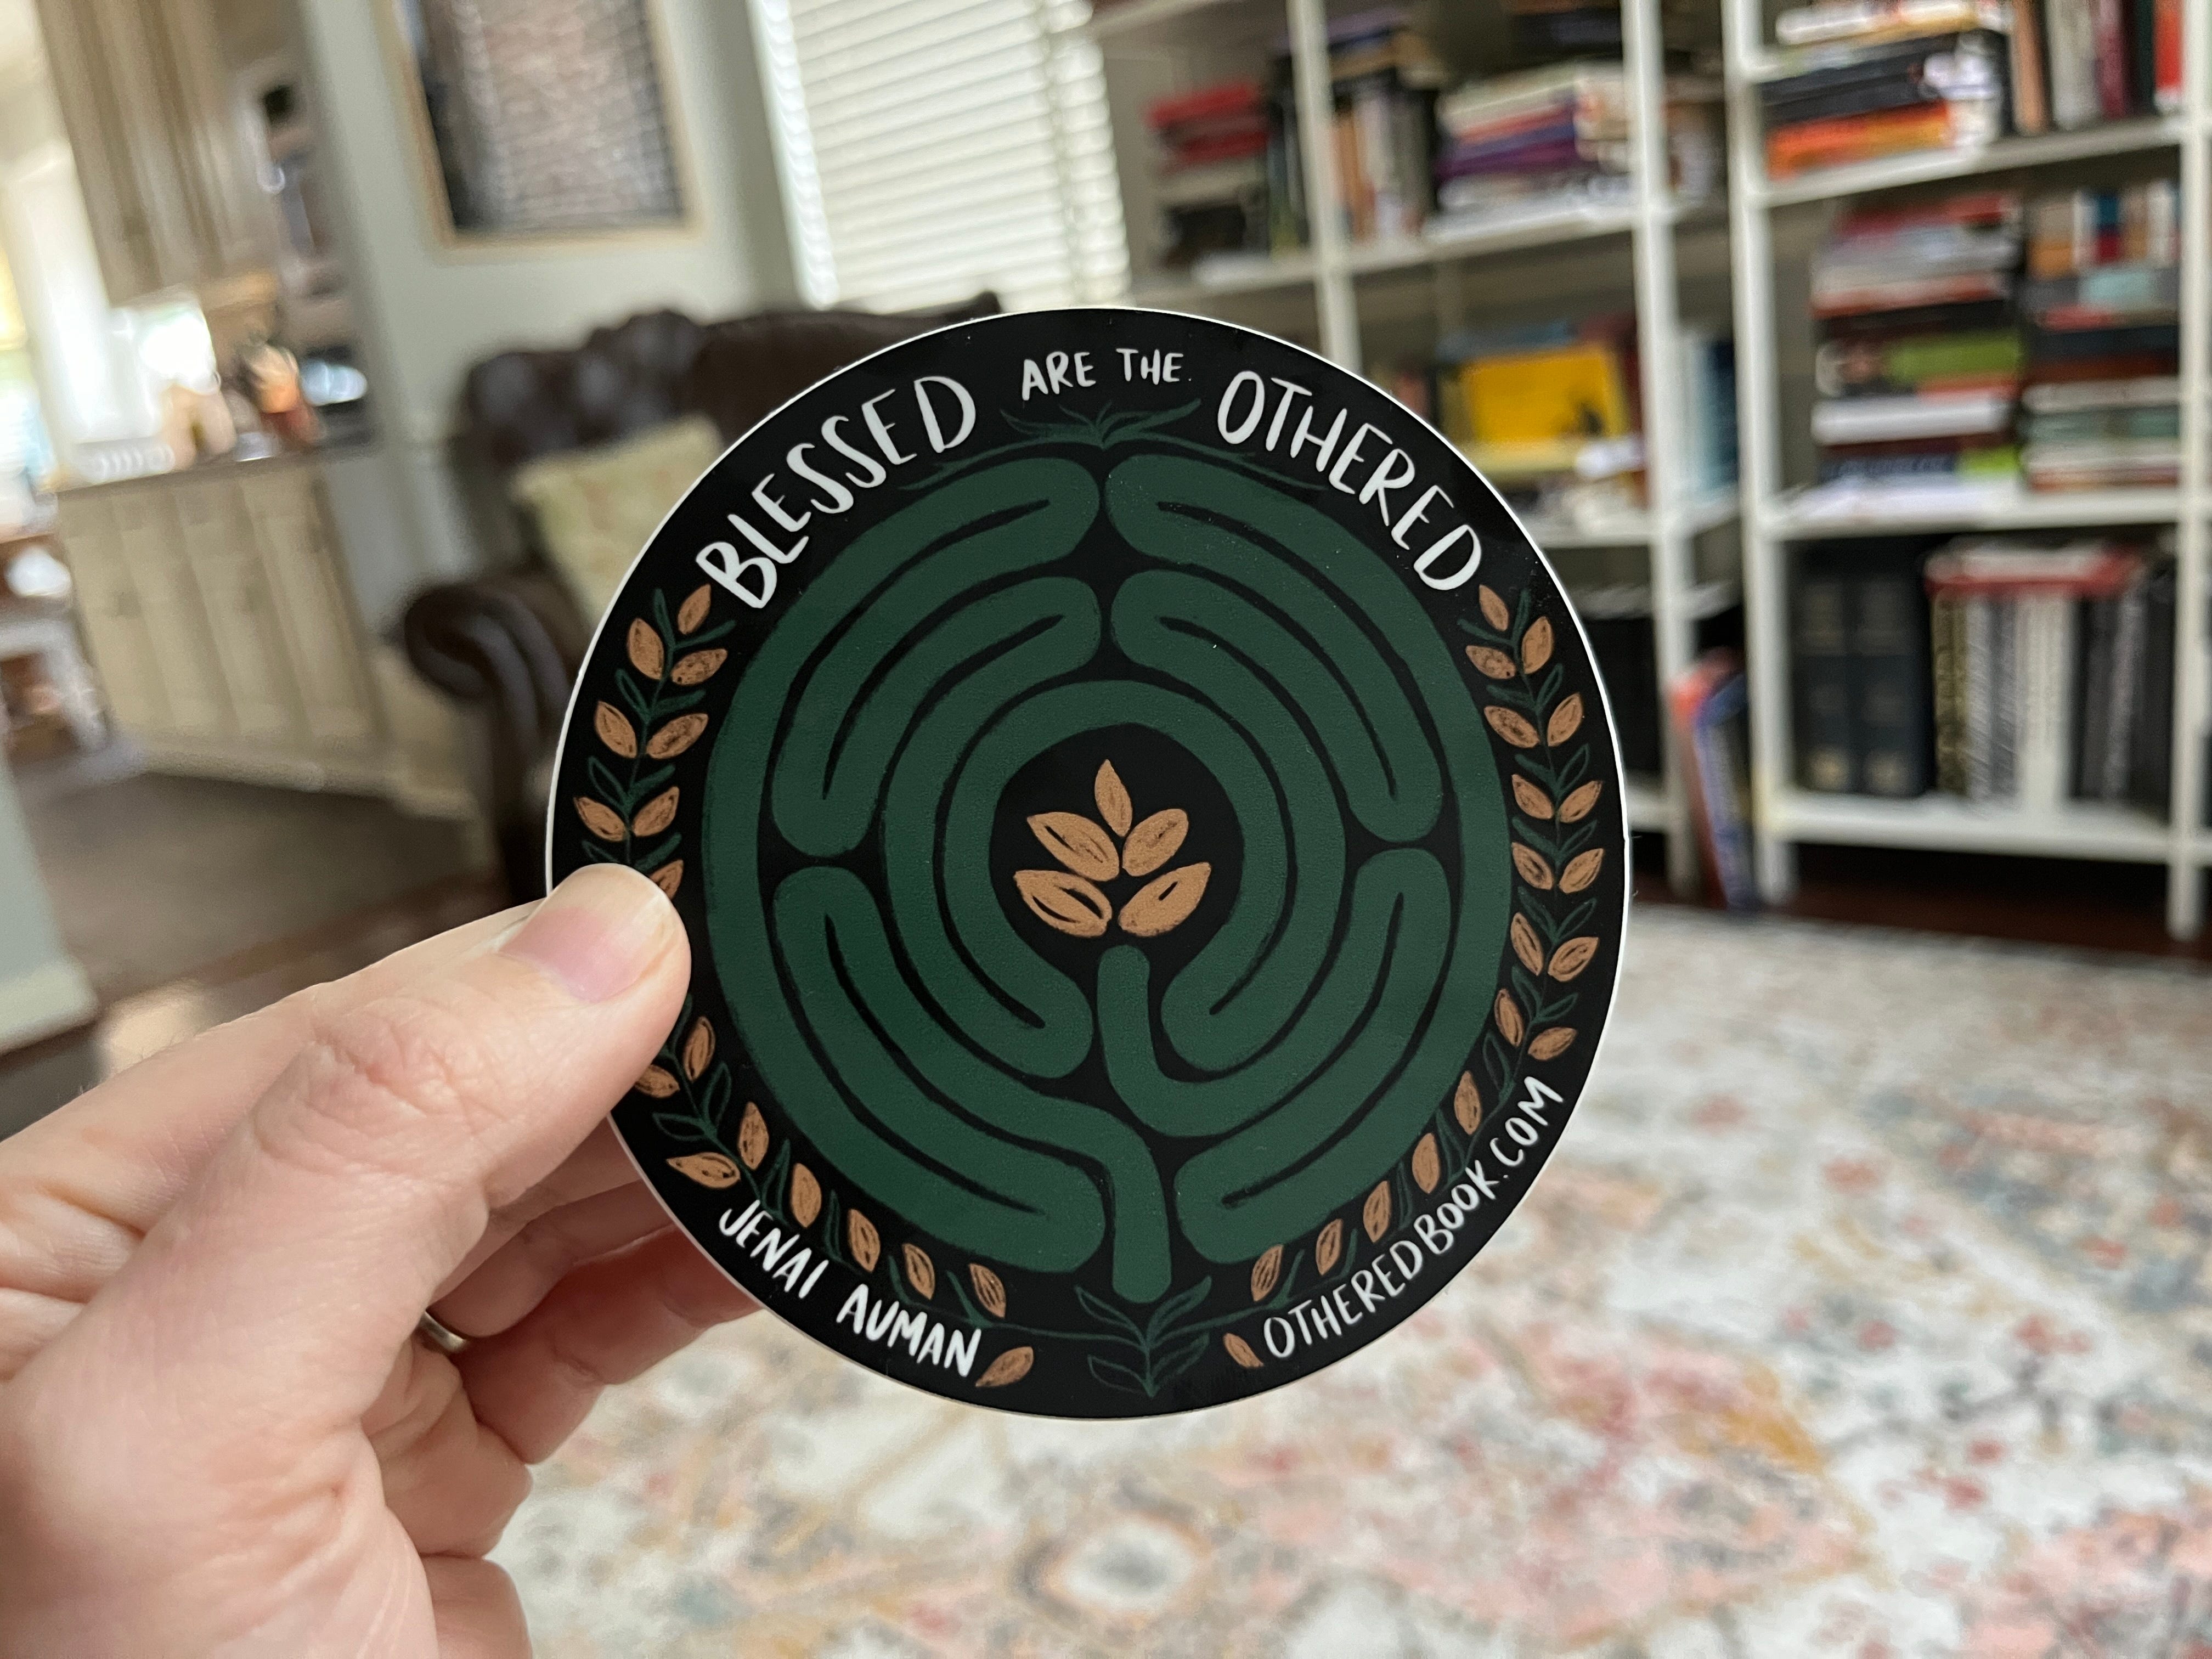 BLESSED ARE THE OTHERED
JENAI AUMAN
OTHEREDBOOK.COM